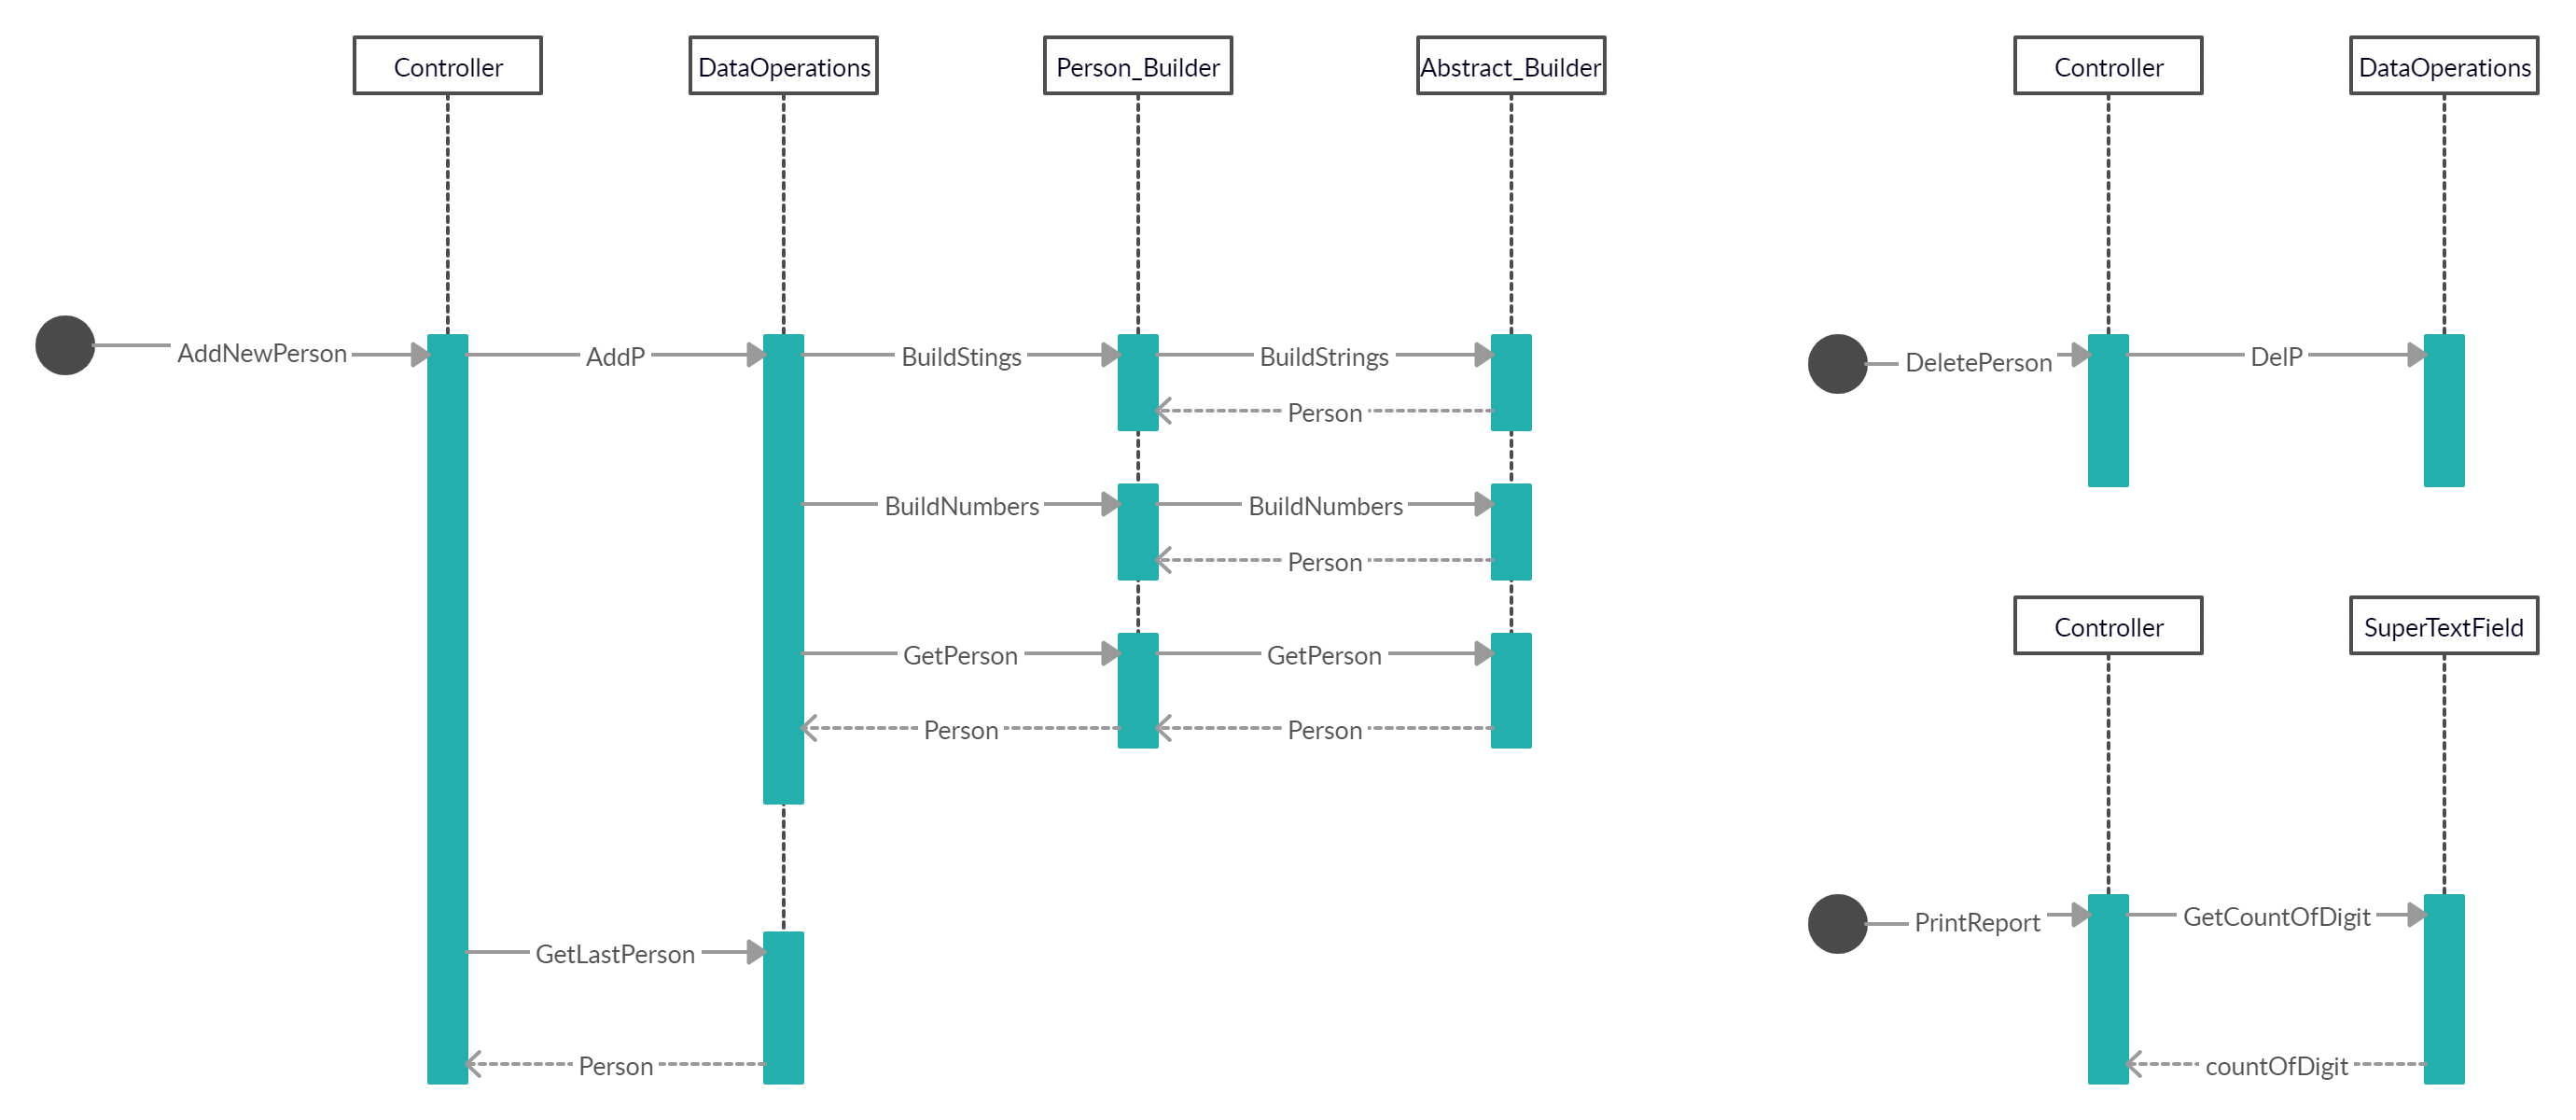 Controller
DataOperations
Person_Builder
Abstract_Builder
AddNewPerson
AddP
BuildStings
BuildStrings
Person
BuildNumbers
BuildNumbers
Person
GetPerson
GetPerson
Person
Person
GetLastPerson
Person
Controller
DataOperations
DeletePerson
DelP
Controller
SuperTextField
PrintReport
GetCountOfDigit
countOfDigit